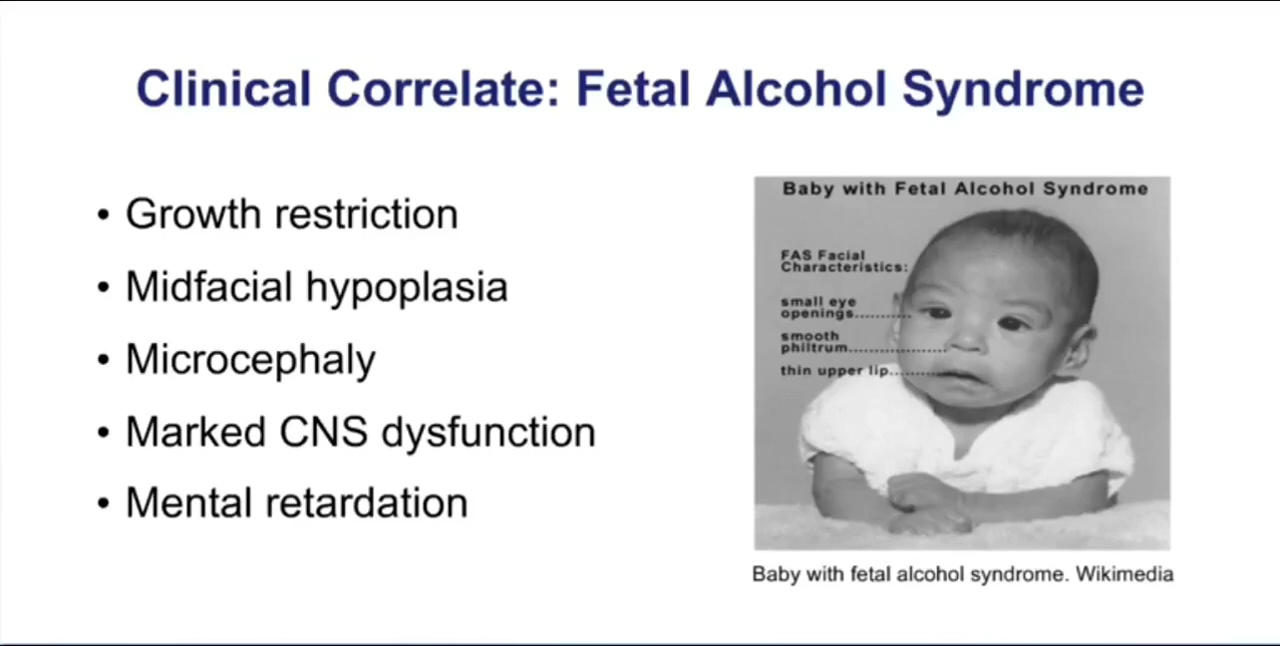 Clinical Correlate: Fetal Alcohol Syndrome
• Growth restriction
• Midfacial hypoplasia
• Microcephaly
• Marked CNS dysfunction
• Mental retardation
Baby with Fetal Alcohol Syndrome
FAS Facial
Characteristics:
small eye
openings..........
smooth
philtrum.................
thin upper lip............
Baby with fetal alcohol syndrome. Wikimedia